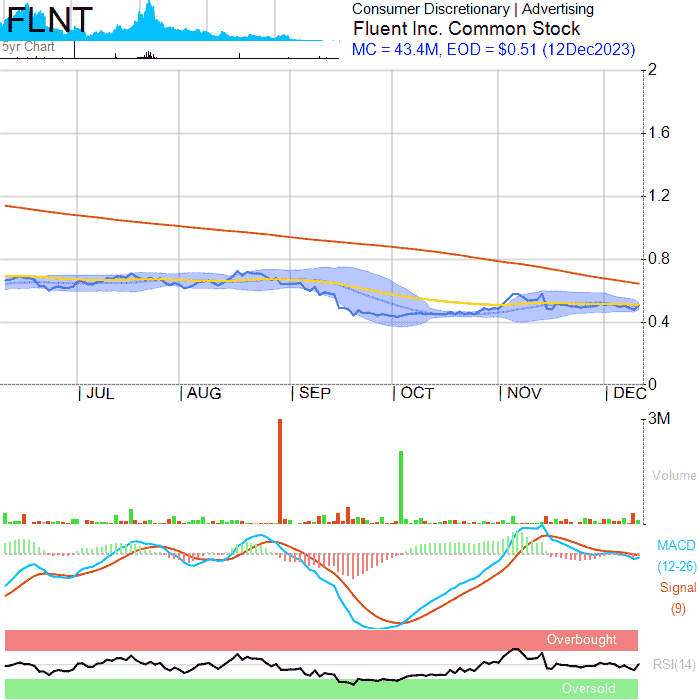 FLNT
5yr Chart
Consumer Discretionary | Advertising
Fluent Inc. Common Stock
MC = 43.4M, EOD = $0.51 (12Dec2023)
2
1.6
1.2
0.8
0.4
0
JUL AUG SEP OCT NOV DEC
3M
Volume
MACD
(12-26)
Signal
(9)
Overbought
RSI(14)
Oversold